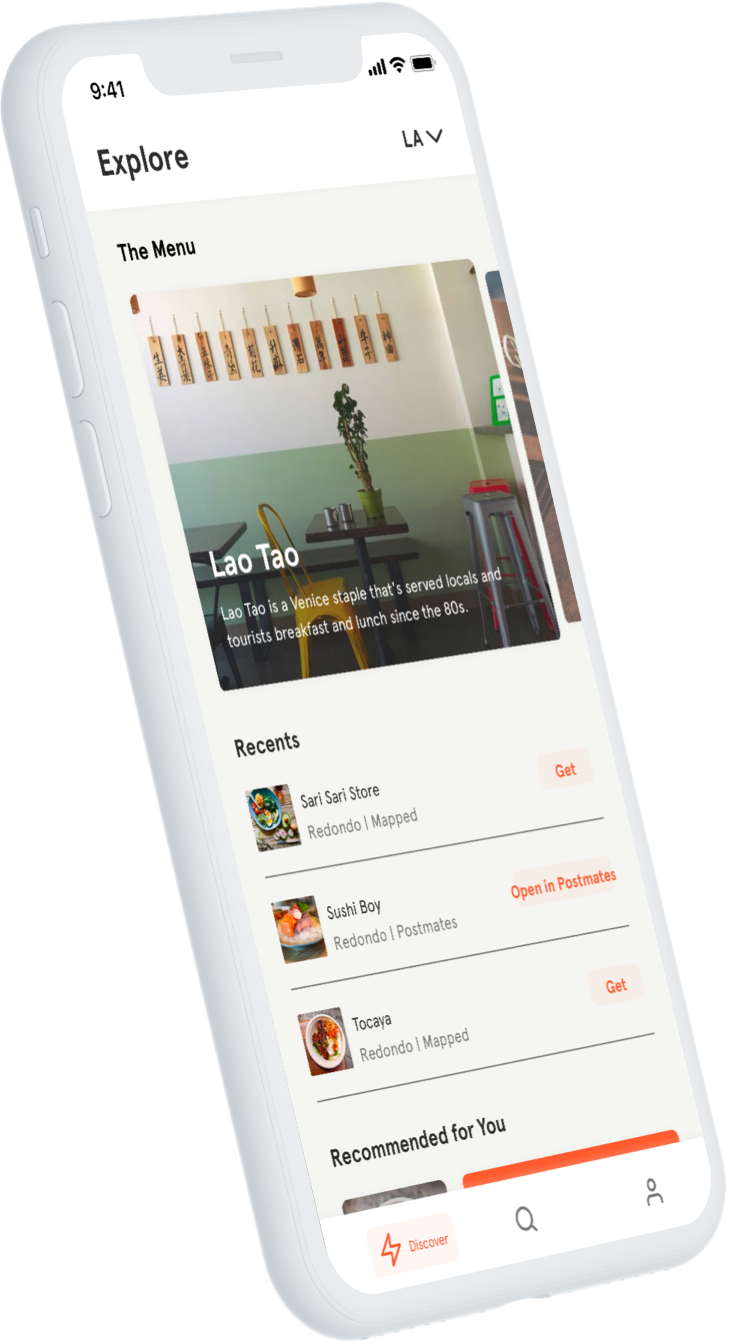 9:41
Explore
LA
The Menu
Lao Tao
Lao Tao is a Venice staple that's served locals and
tourists breakfast and lunch since the 80s.
Recents
Sari Sari Store
Redondo | Mapped
Get
Sushi Boy
Redondo | Postmates
Open in Postmates
Tocaya
Redondo | Mapped
Get
Recommended for You
Discover